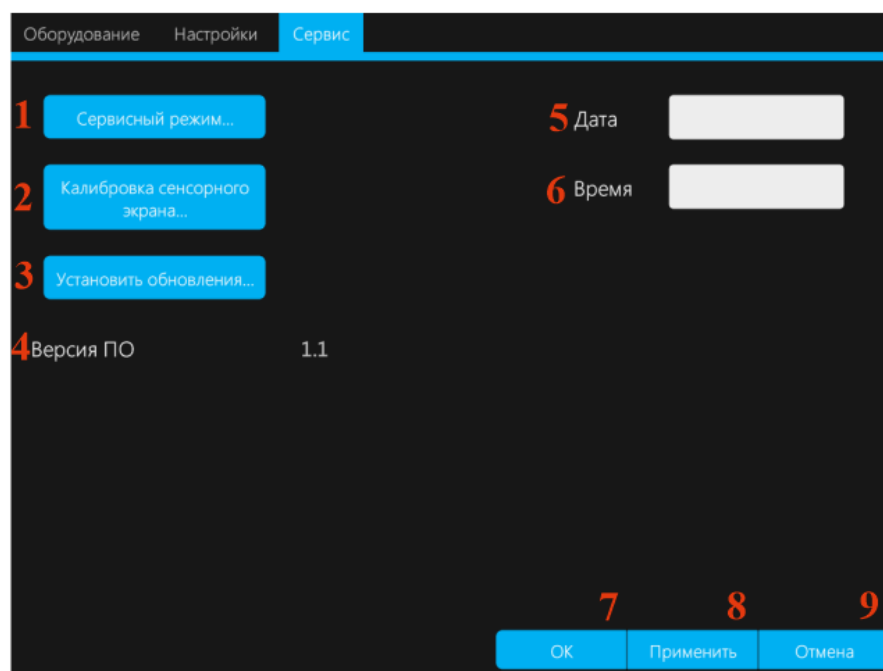 Оборудование Настройки Сервис
1 Сервисный режим...
5 Дата
2 Калибровка сенсорного
экрана...
6 Время
3 Установить обновления...
4 Версия ПО 1.1
7 8 9
ОК Применить Отмена